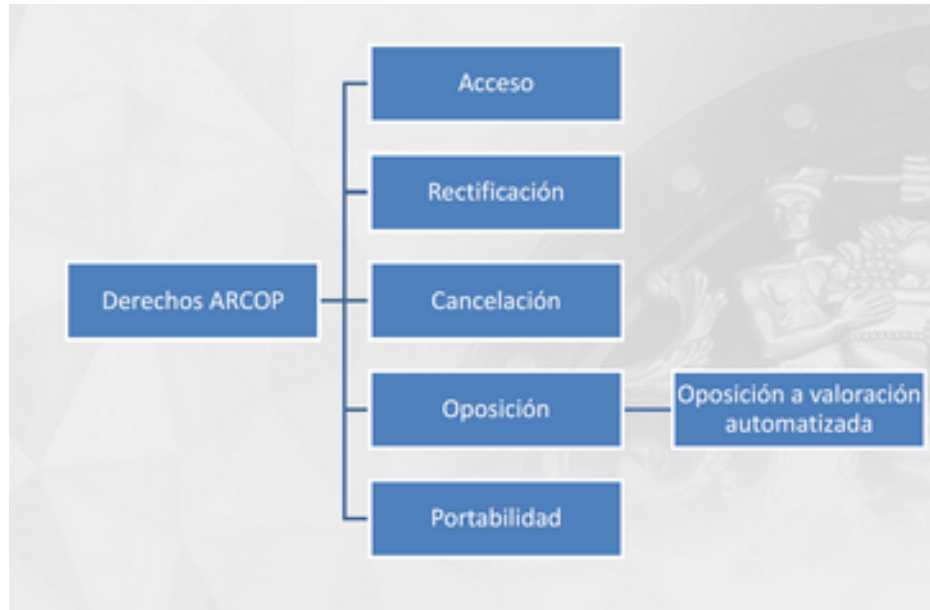 Acceso
Rectificación
Derechos ARCOP
Cancelación
Oposición
Oposición a valoración
automatizada
Portabilidad